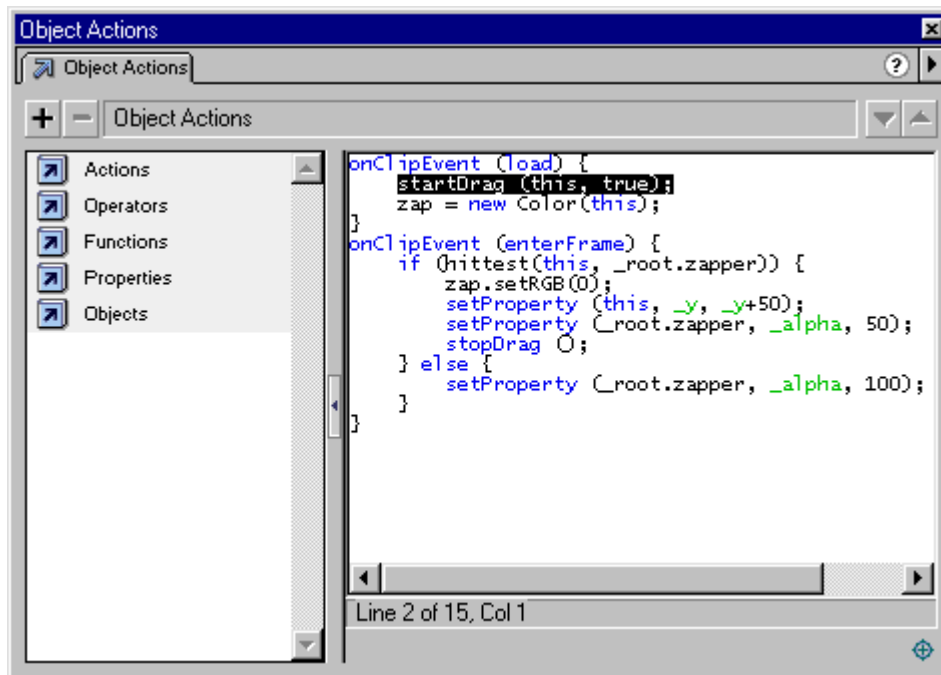 Object Actions
Object Actions
?
+ − Object Actions
Actions
Operators
Functions
Properties
Objects
onClipEvent (load) {
    startDrag (this, true);
    zap = new Color(this);
}
onClipEvent (enterFrame) {
    if (hittest(this, _root.zapper)) {
        zap.setRGB(0);
        setProperty (this, _y, _y+50);
        setProperty (_root.zapper, _alpha, 50);
        stopDrag ();
    } else {
        setProperty (_root.zapper, _alpha, 100);
    }
}
Line 2 of 15, Col 1